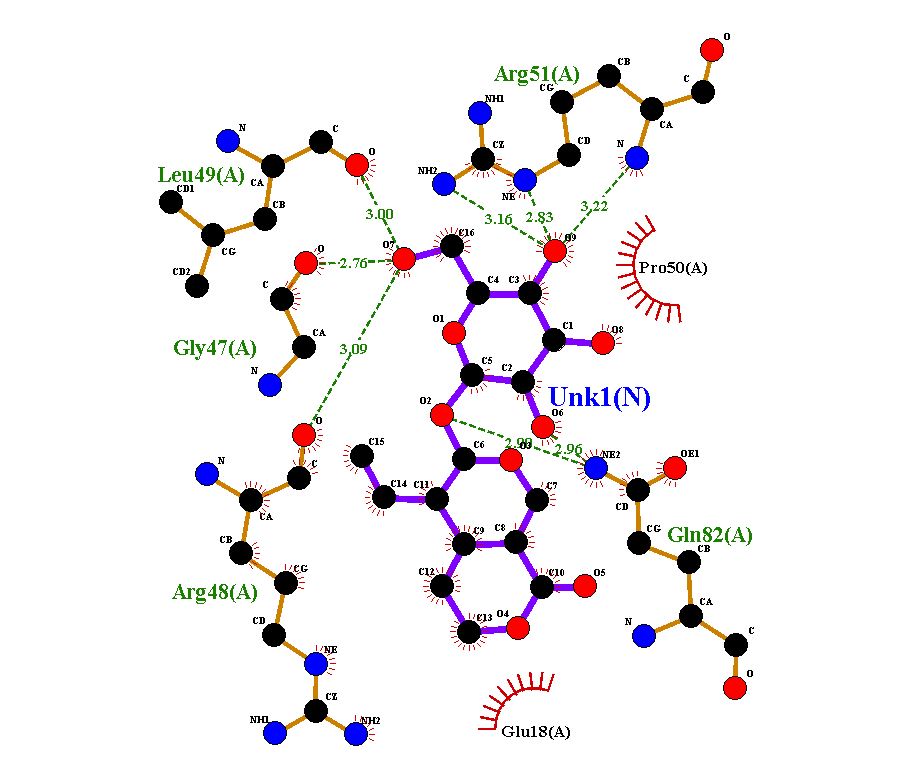 O
CB
Arg51(A)
CG
C
NH1
CA
N
C
CZ
CD
N
O
NH2
NE
Leu49(A)
CA
CD1
3.00
3.16
2.83
3.22
CB
CG
O7
C16
O9
O
2.76
Pro50(A)
CD2
C4
C3
C
O1
C1
O8
CA
Gly47(A)
3.09
C5
C2
N
Unk1(N)
O2
O6
O
2.99
2.96
O3
NE2
OE1
C15
C6
N
C
C14
C11
C7
CD
CA
Gln82(A)
CG
CB
C9
C8
CB
CG
C12
C10
O5
Arg48(A)
CA
CD
C13
O4
N
C
NE
O
CZ
NH1
NH2
Glu18(A)